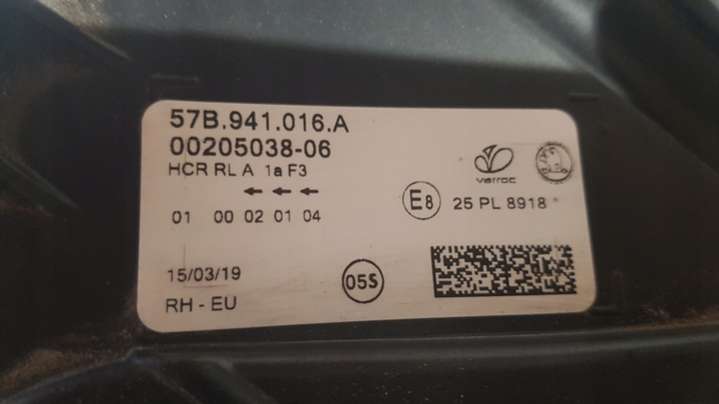 57B.941.016.A
00205038-06
HCR RL A 1a F3
← ← ←
01 00 02 01 04
varroc
E8 25 PL 8918
15/03/19
05S
RH - EU